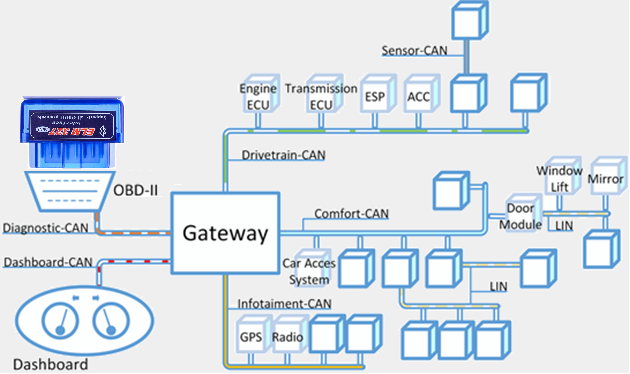 Sensor-CAN
Engine
ECU
Transmission
ECU
ESP
ACC
Drivetrain-CAN
OBD-II
Diagnostic-CAN
Gateway
Comfort-CAN
Window
Lift
Mirror
Door
Module
LIN
Dashboard-CAN
Car Acces
System
LIN
Infotaiment-CAN
GPS
Radio
Dashboard